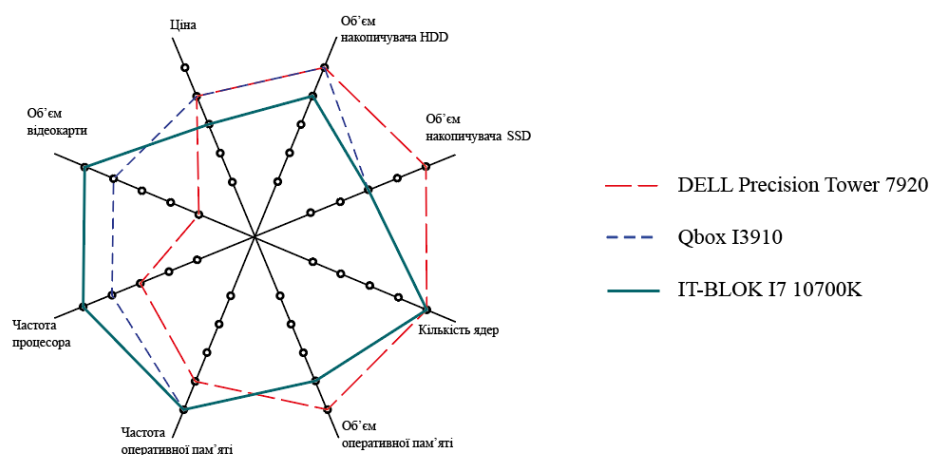 Ціна
Об’єм
накопичувача HDD
Об’єм
відеокарти
Об’єм
накопичувача SSD
DELL Precision Tower 7920
Qbox I3910
IT-BLOK I7 10700K
Частота
процесора
Кількість ядер
Частота
оперативної пам’яті
Об’єм
оперативної пам’яті